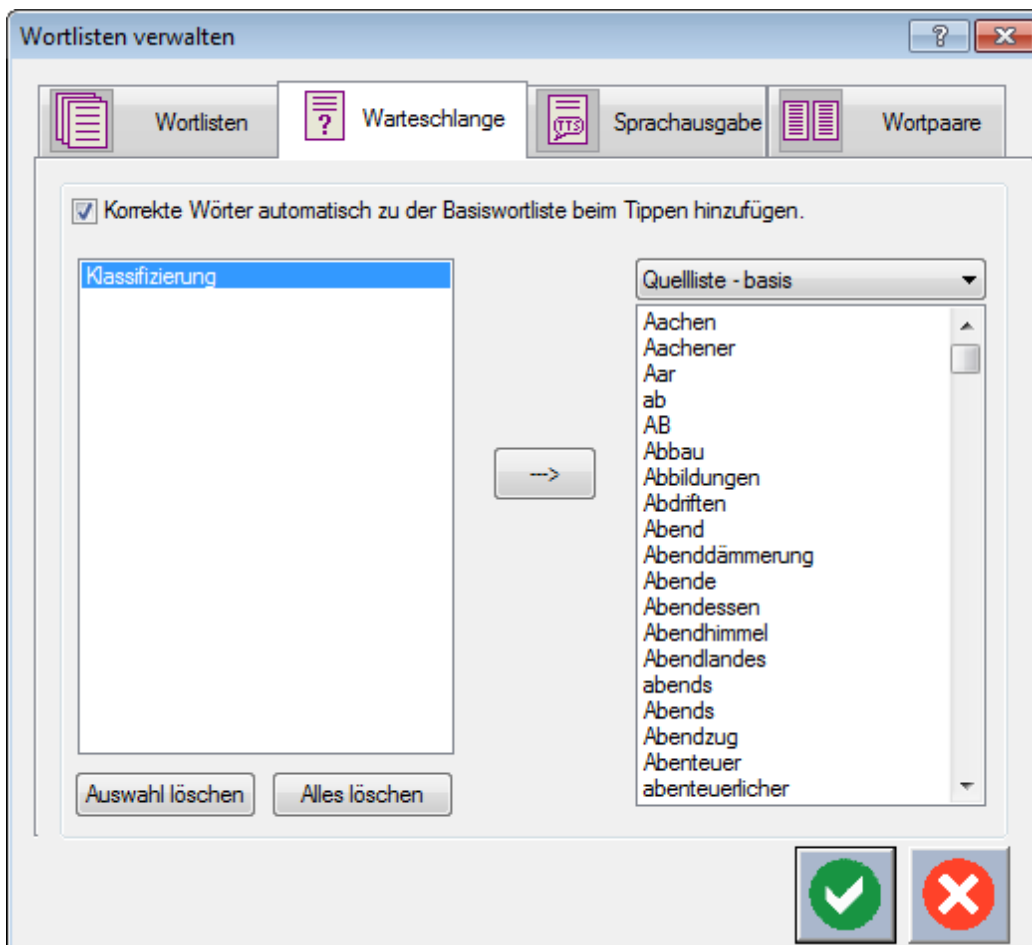 Wortlisten verwalten
?
Wortlisten
?
Warteschlange
TTS
Sprachausgabe
Wortpaare
Korrekte Wörter automatisch zu der Basiswortliste beim Tippen hinzufügen.
Klassifizierung
Quellliste - basis
Aachen
Aachener
Aar
ab
AB
Abbau
Abbildungen
Abdriften
Abend
Abenddämmerung
Abende
Abendessen
Abendhimmel
Abendlandes
abends
Abends
Abendzug
Abenteuer
abenteuerlicher
--->
Auswahl löschen
Alles löschen